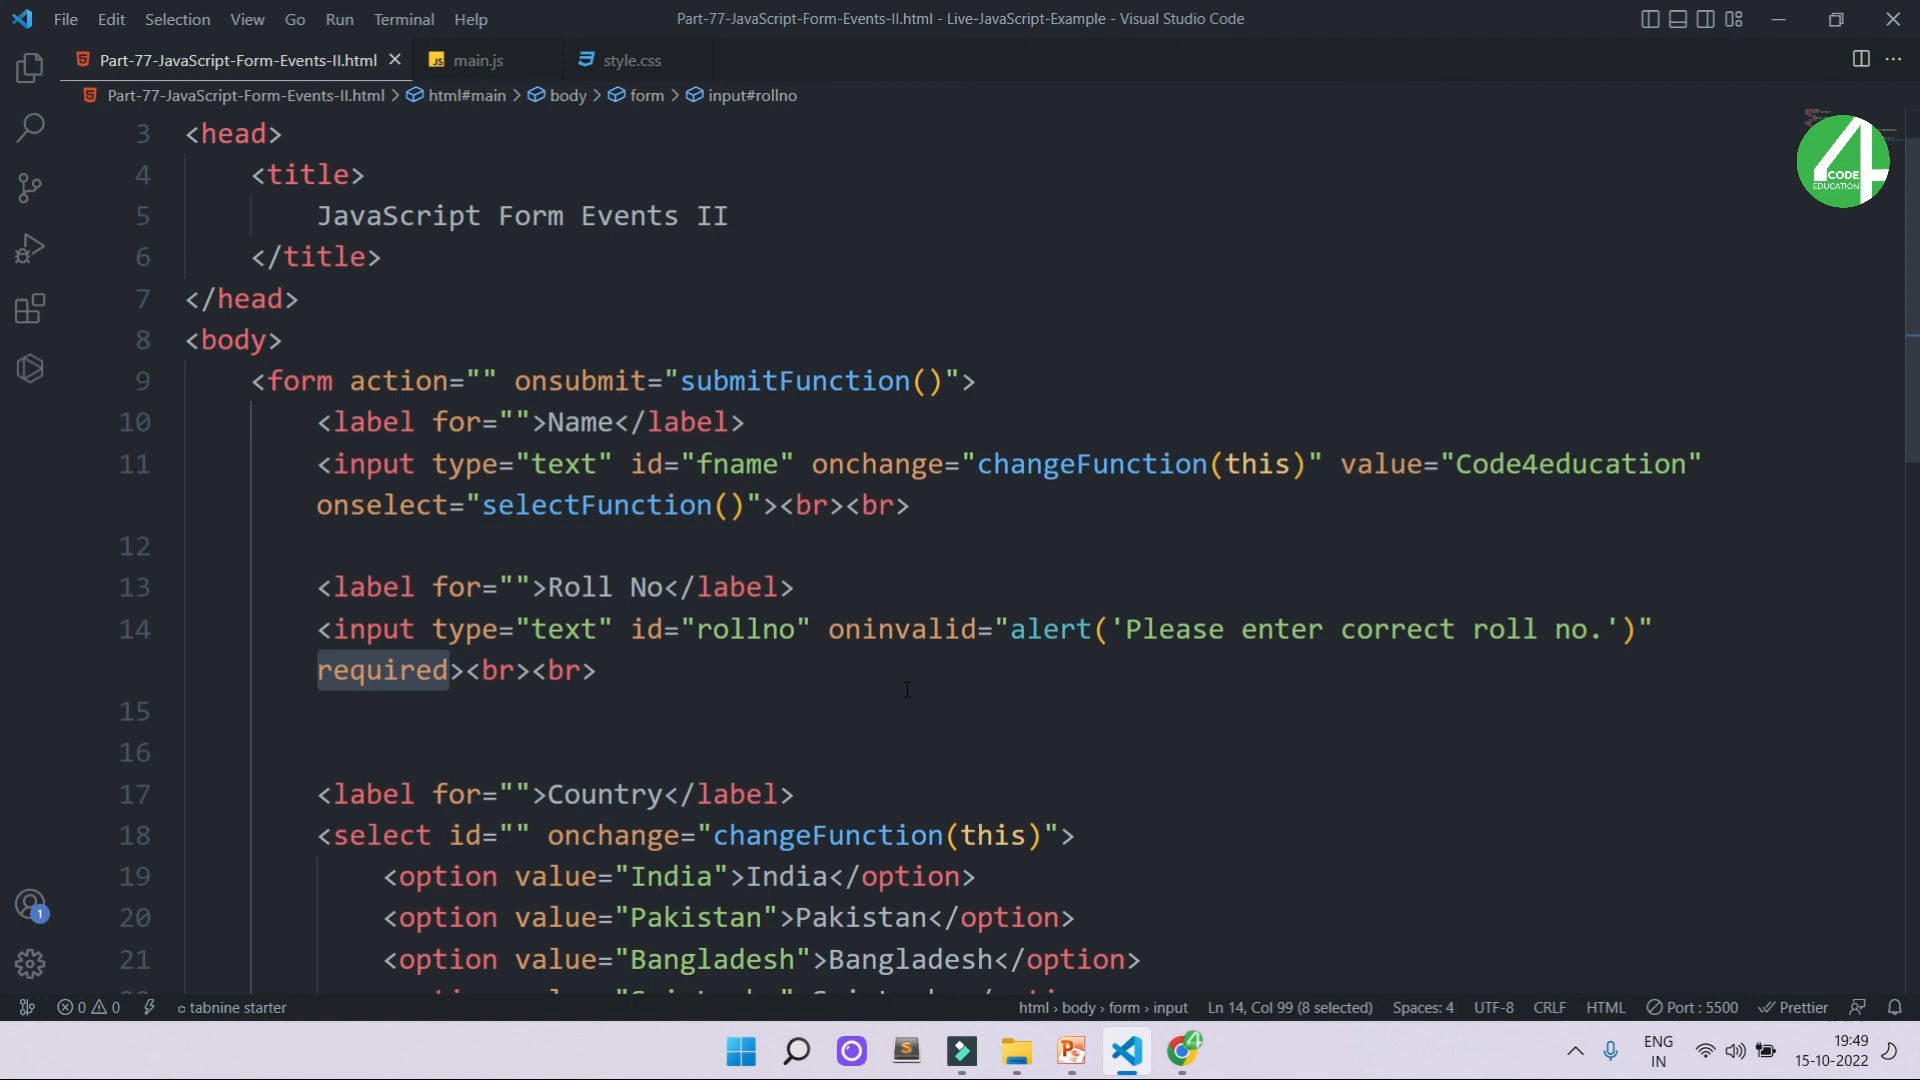 File Edit Selection View Go Run Terminal Help Part-77-JavaScript-Form-Events-II.html - Live-JavaScript-Example - Visual Studio Code
Part-77-JavaScript-Form-Events-II.html main.js style.css
Part-77-JavaScript-Form-Events-II.html > html#main > body > form > input#rollno
3 <head>
4 <title>
5 JavaScript Form Events II
6 </title>
7 </head>
8 <body>
9 <form action="" onsubmit="submitFunction()">
10 <label for="">Name</label>
11 <input type="text" id="fname" onchange="changeFunction(this)" value="Code4education"
onselect="selectFunction()"><br><br>
12
13 <label for="">Roll No</label>
14 <input type="text" id="rollno" oninvalid="alert('Please enter correct roll no.')"
required><br><br>
15
16
17 <label for="">Country</label>
18 <select id="" onchange="changeFunction(this)">
19 <option value="India">India</option>
20 <option value="Pakistan">Pakistan</option>
21 <option value="Bangladesh">Bangladesh</option>
4
CODE
EDUCATION
1
0 0 tabnine starter html › body › form › input Ln 14, Col 99 (8 selected) Spaces: 4 UTF-8 CRLF HTML Port : 5500 Prettier
ENG
IN
19:49
15-10-2022